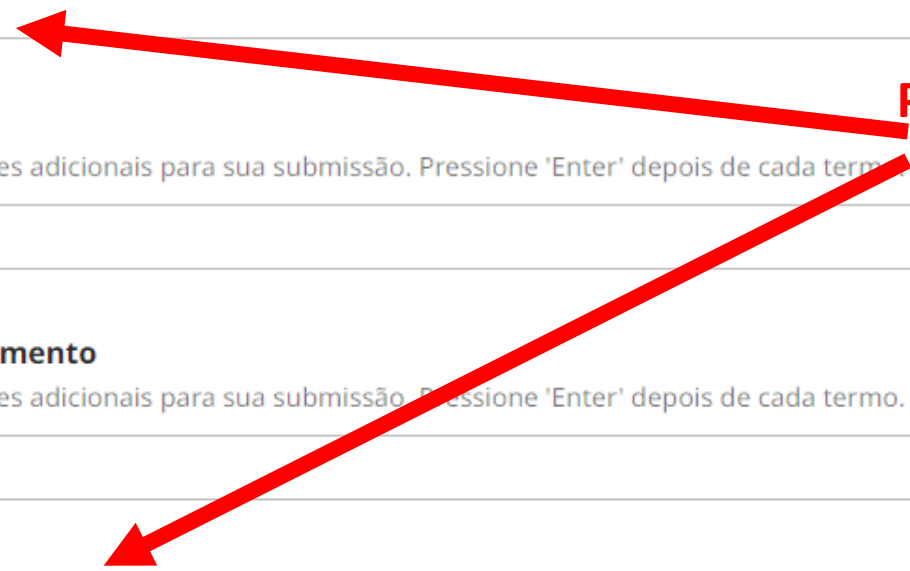 es adicionais para sua submissão. Pressione 'Enter' depois de cada termo.
mento
es adicionais para sua submissão. Pressione 'Enter' depois de cada termo.